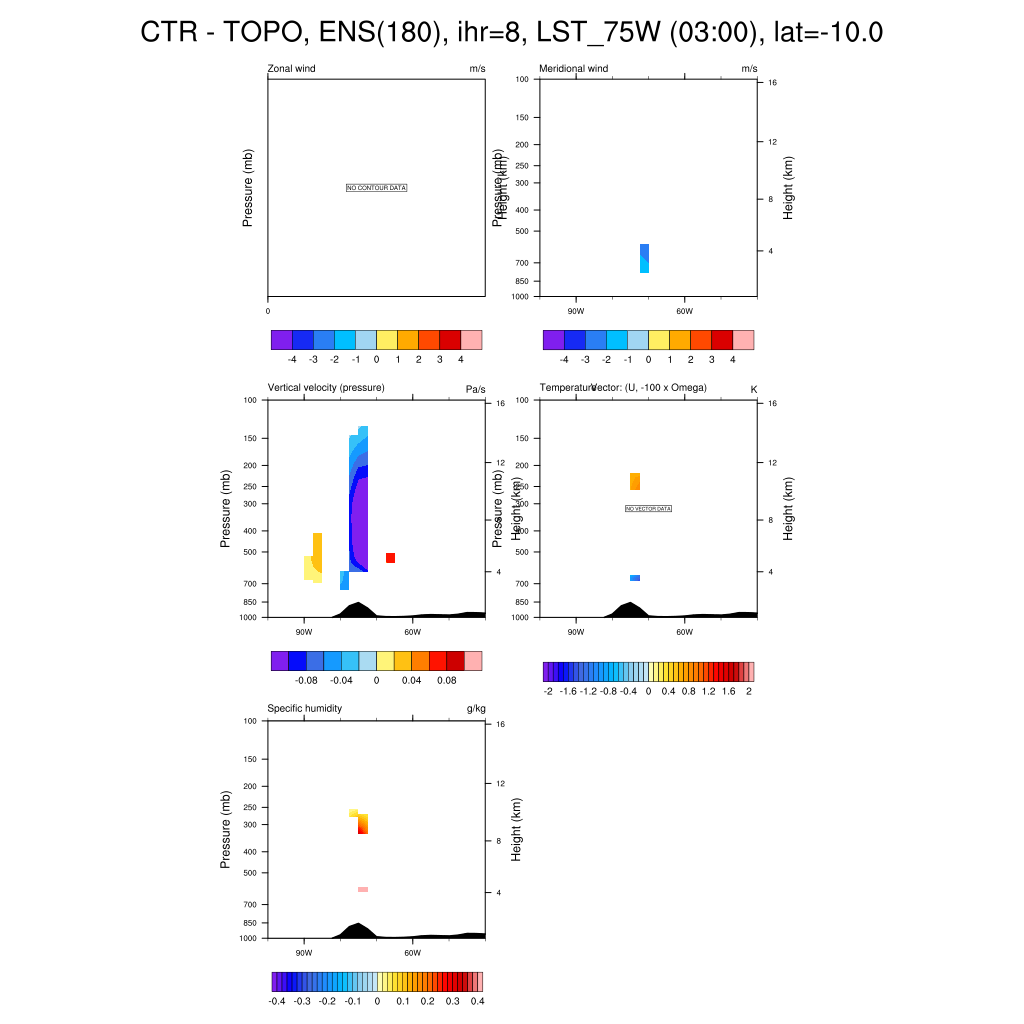 CTR - TOPO, ENS(180), ihr=8, LST_75W (03:00), lat=-10.0
Zonal wind m/s
Pressure (mb)
NO CONTOUR DATA
Height (km)
0
-4 -3 -2 -1 0 1 2 3 4
Meridional wind m/s
Pressure (mb)
100
150
200
250
300
400
500
700
850
1000
16
12
8
4
Height (km)
90W 60W
-4 -3 -2 -1 0 1 2 3 4
Vertical velocity (pressure) Pa/s
Pressure (mb)
100
150
200
250
300
400
500
700
850
1000
16
12
8
4
Height (km)
90W 60W
-0.08 -0.04 0 0.04 0.08
Temperature Vector: (U, -100 x Omega) K
Pressure (mb)
100
150
200
250
300
400
500
700
850
1000
NO VECTOR DATA
16
12
8
4
Height (km)
90W 60W
-2 -1.6 -1.2 -0.8 -0.4 0 0.4 0.8 1.2 1.6 2
Specific humidity g/kg
Pressure (mb)
100
150
200
250
300
400
500
700
850
1000
16
12
8
4
Height (km)
90W 60W
-0.4 -0.3 -0.2 -0.1 0 0.1 0.2 0.3 0.4